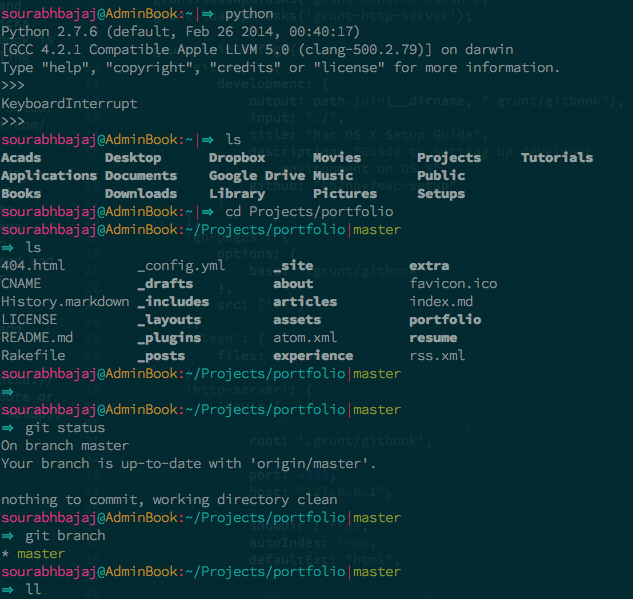 sourabhbajaj@AdminBook:~|⇒ python
Python 2.7.6 (default, Feb 26 2014, 00:40:17)
[GCC 4.2.1 Compatible Apple LLVM 5.0 (clang-500.2.79)] on darwin
Type "help", "copyright", "credits" or "license" for more information.
>>>
KeyboardInterrupt
>>>
sourabhbajaj@AdminBook:~|⇒ ls
Acads Desktop Dropbox Movies Projects Tutorials
Applications Documents Google Drive Music Public
Books Downloads Library Pictures Setups
sourabhbajaj@AdminBook:~|⇒ cd Projects/portfolio
sourabhbajaj@AdminBook:~/Projects/portfolio|master
⇒ ls
404.html _config.yml _site extra
CNAME _drafts about favicon.ico
History.markdown _includes articles index.md
LICENSE _layouts assets portfolio
README.md _plugins atom.xml resume
Rakefile _posts experience rss.xml
sourabhbajaj@AdminBook:~/Projects/portfolio|master
⇒
sourabhbajaj@AdminBook:~/Projects/portfolio|master
⇒ git status
On branch master
Your branch is up-to-date with 'origin/master'.
nothing to commit, working directory clean
sourabhbajaj@AdminBook:~/Projects/portfolio|master
⇒ git branch
* master
sourabhbajaj@AdminBook:~/Projects/portfolio|master
⇒ ll